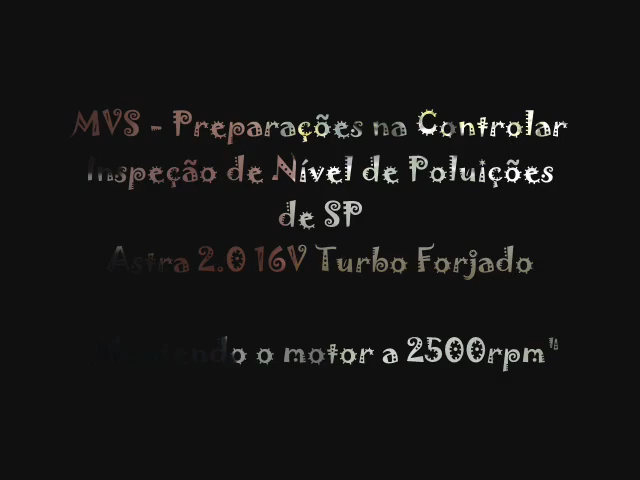 MVS - Preparações na Controlar
Inspeção de Nível de Poluições
de SP
Astra 2.0 16V Turbo Forjado
o motor a 2500rpm"